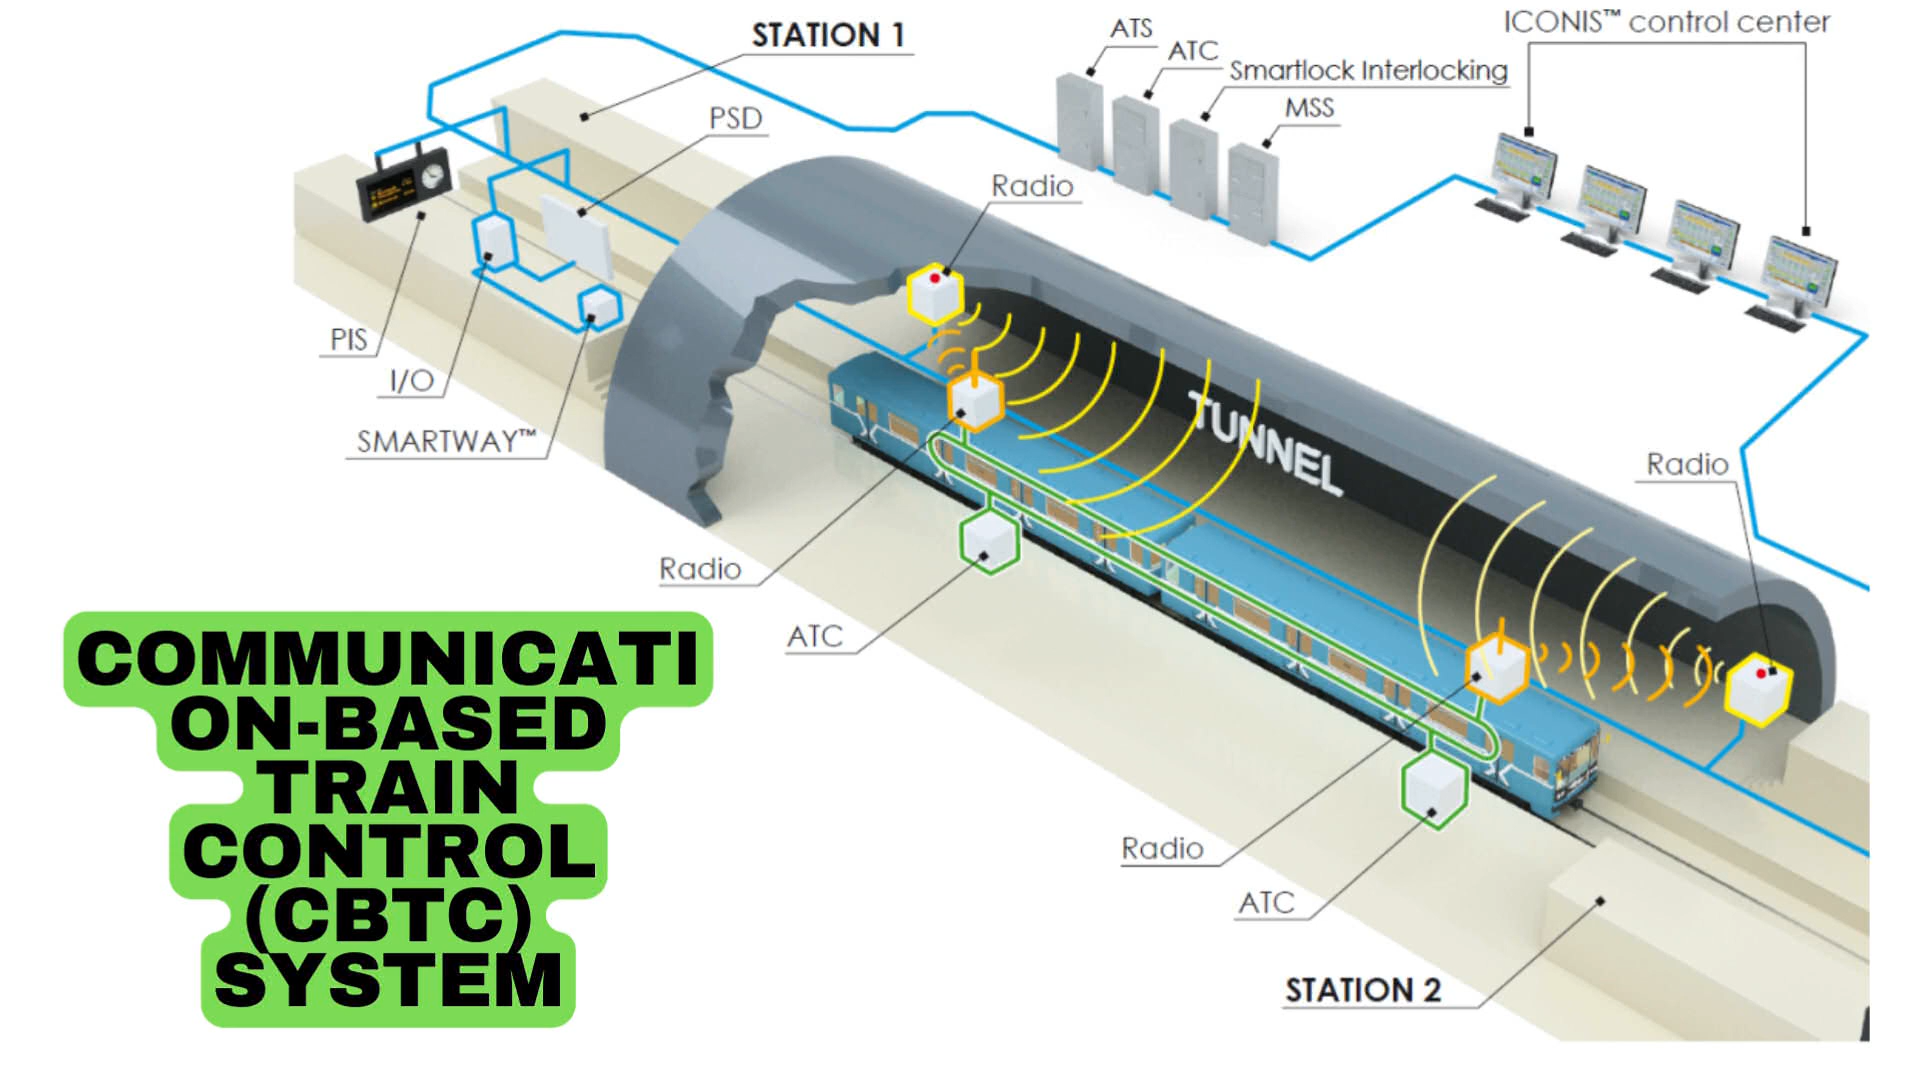 STATION 1
ATS
ATC
Smartlock Interlocking
MSS
ICONIS™ control center
PSD
Radio
PIS
I/O
SMARTWAY™
TUNNEL
Radio
Radio
ATC
Radio
ATC
STATION 2
COMMUNICATI
ON-BASED
TRAIN
CONTROL
(CBTC)
SYSTEM